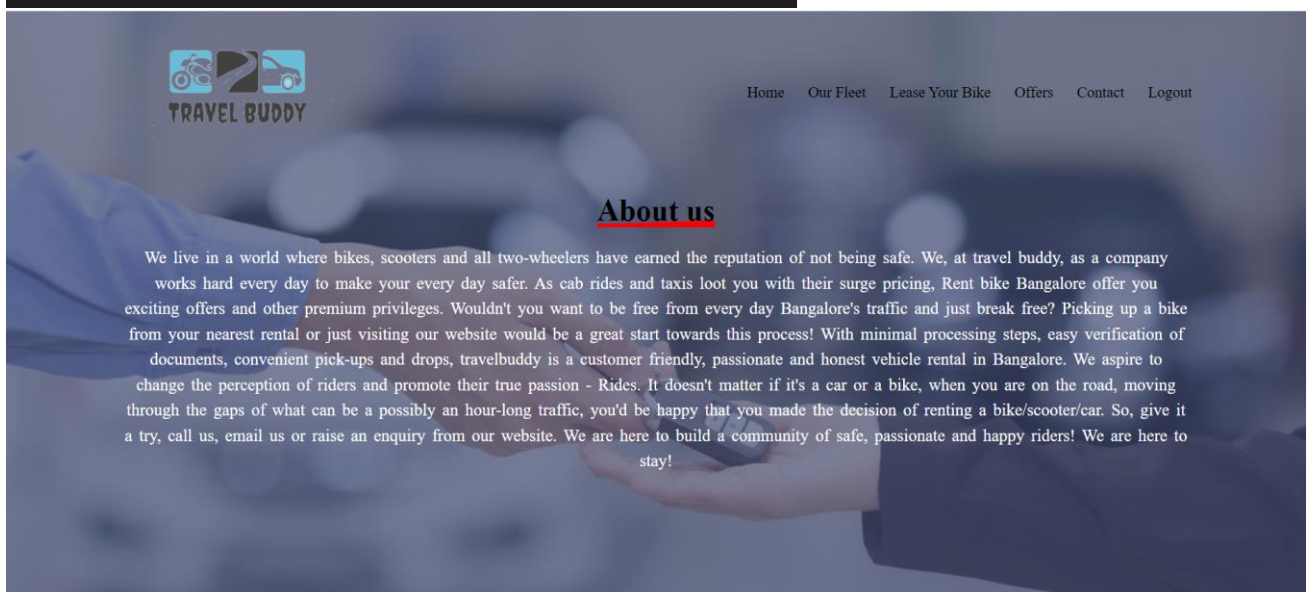 TRAVEL BUDDY
Home Our Fleet Lease Your Bike Offers Contact Logout
About us
We live in a world where bikes, scooters and all two-wheelers have earned the reputation of not being safe. We, at travel buddy, as a company
works hard every day to make your every day safer. As cab rides and taxis loot you with their surge pricing, Rent bike Bangalore offer you
exciting offers and other premium privileges. Wouldn't you want to be free from every day Bangalore's traffic and just break free? Picking up a bike
from your nearest rental or just visiting our website would be a great start towards this process! With minimal processing steps, easy verification of
documents, convenient pick-ups and drops, travelbuddy is a customer friendly, passionate and honest vehicle rental in Bangalore. We aspire to
change the perception of riders and promote their true passion - Rides. It doesn't matter if it's a car or a bike, when you are on the road, moving
through the gaps of what can be a possibly an hour-long traffic, you'd be happy that you made the decision of renting a bike/scooter/car. So, give it
a try, call us, email us or raise an enquiry from our website. We are here to build a community of safe, passionate and happy riders! We are here to
stay!